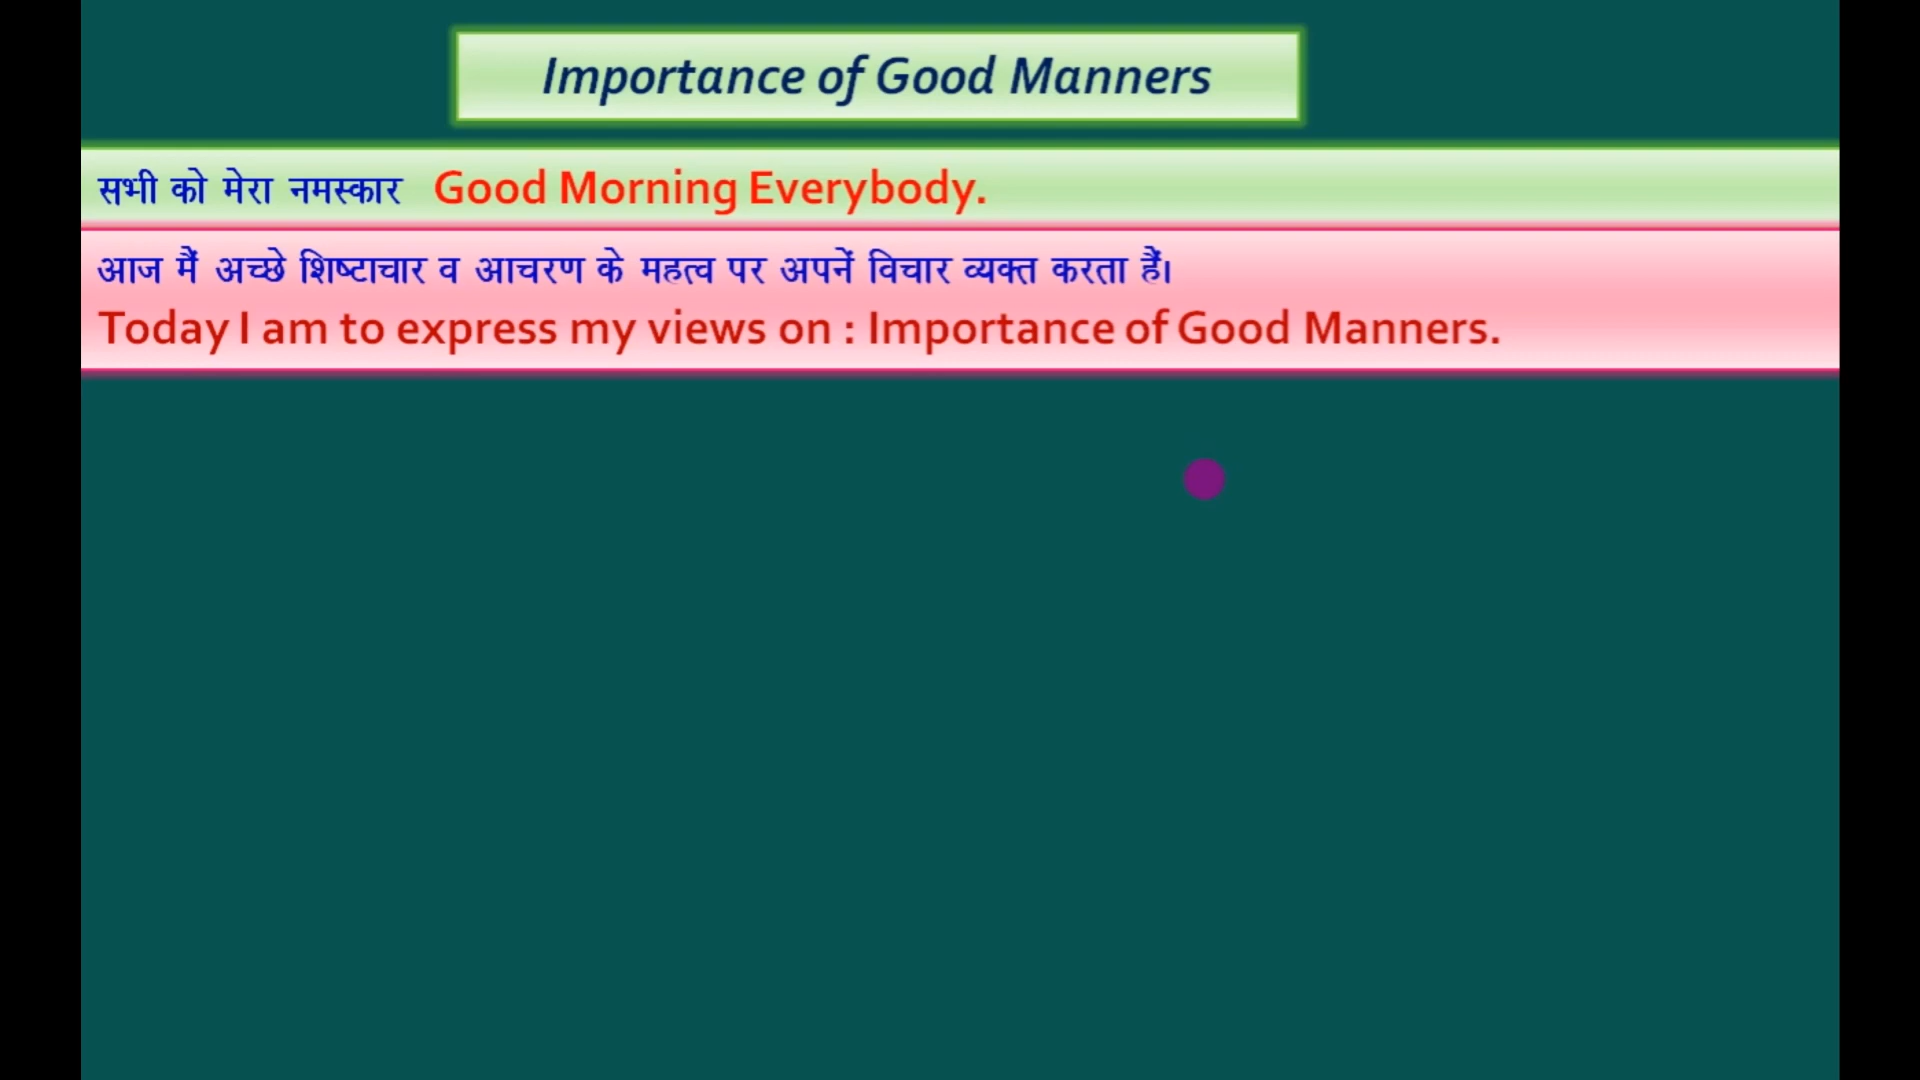 Importance of Good Manners
सभी को मेरा नमस्कार Good Morning Everybody.
आज मैं अच्छे शिष्टाचार व आचरण के महत्व पर अपनें विचार व्यक्त करता हैं।
Today I am to express my views on : Importance of Good Manners.